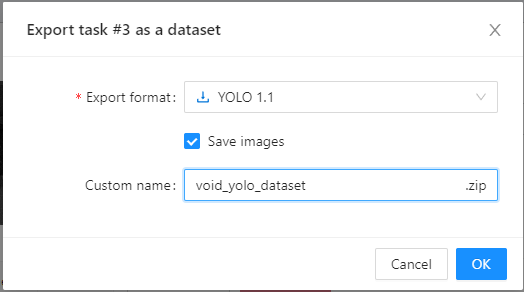 Export task #3 as a dataset
* Export format: YOLO 1.1
Save images
Custom name: void_yolo_dataset .zip
Cancel OK